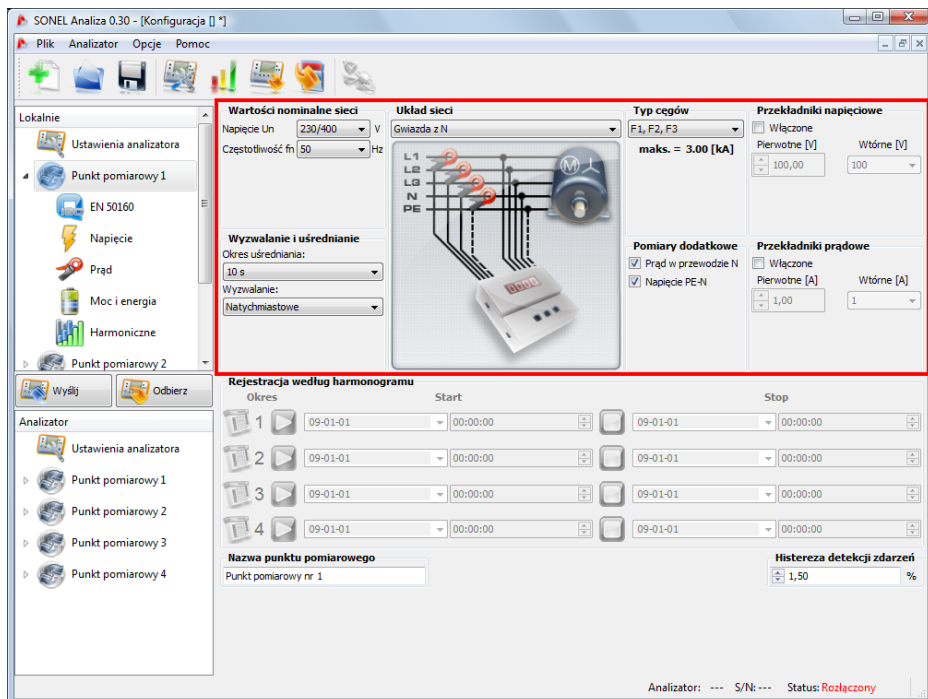 SONEL Analiza 0.30 - [Konfiguracja [] *]
Plik Analizator Opcje Pomoc
Lokalnie
Ustawienia analizatora
Punkt pomiarowy 1
EN 50160
Napięcie
Prąd
Moc i energia
Harmoniczne
Punkt pomiarowy 2
Wyślij Odbierz
Analizator
Ustawienia analizatora
Punkt pomiarowy 1
Punkt pomiarowy 2
Punkt pomiarowy 3
Punkt pomiarowy 4
Wartości nominalne sieci
Napięcie Un 230/400 V
Częstotliwość fn 50 Hz
Wyzwalanie i uśrednianie
Okres uśredniania:
10 s
Wyzwalanie:
Natychmiastowe
Układ sieci
Gwiazda z N
L1
L2
L3
N
PE
M
Typ cęgów
F1, F2, F3
maks. = 3.00 [kA]
Pomiary dodatkowe
Prąd w przewodzie N
Napięcie PE-N
Przekładniki napięciowe
Włączone
Pierwotne [V] Wtórne [V]
100,00 100
Przekładniki prądowe
Włączone
Pierwotne [A] Wtórne [A]
1,00 1
Rejestracja według harmonogramu
Okres Start Stop
1 09-01-01 00:00:00 09-01-01 00:00:00
2 09-01-01 00:00:00 09-01-01 00:00:00
3 09-01-01 00:00:00 09-01-01 00:00:00
4 09-01-01 00:00:00 09-01-01 00:00:00
Nazwa punktu pomiarowego
Punkt pomiarowy nr 1
Histereza detekcji zdarzeń
1,50 %
Analizator: --- S/N: --- Status: Rozłączony